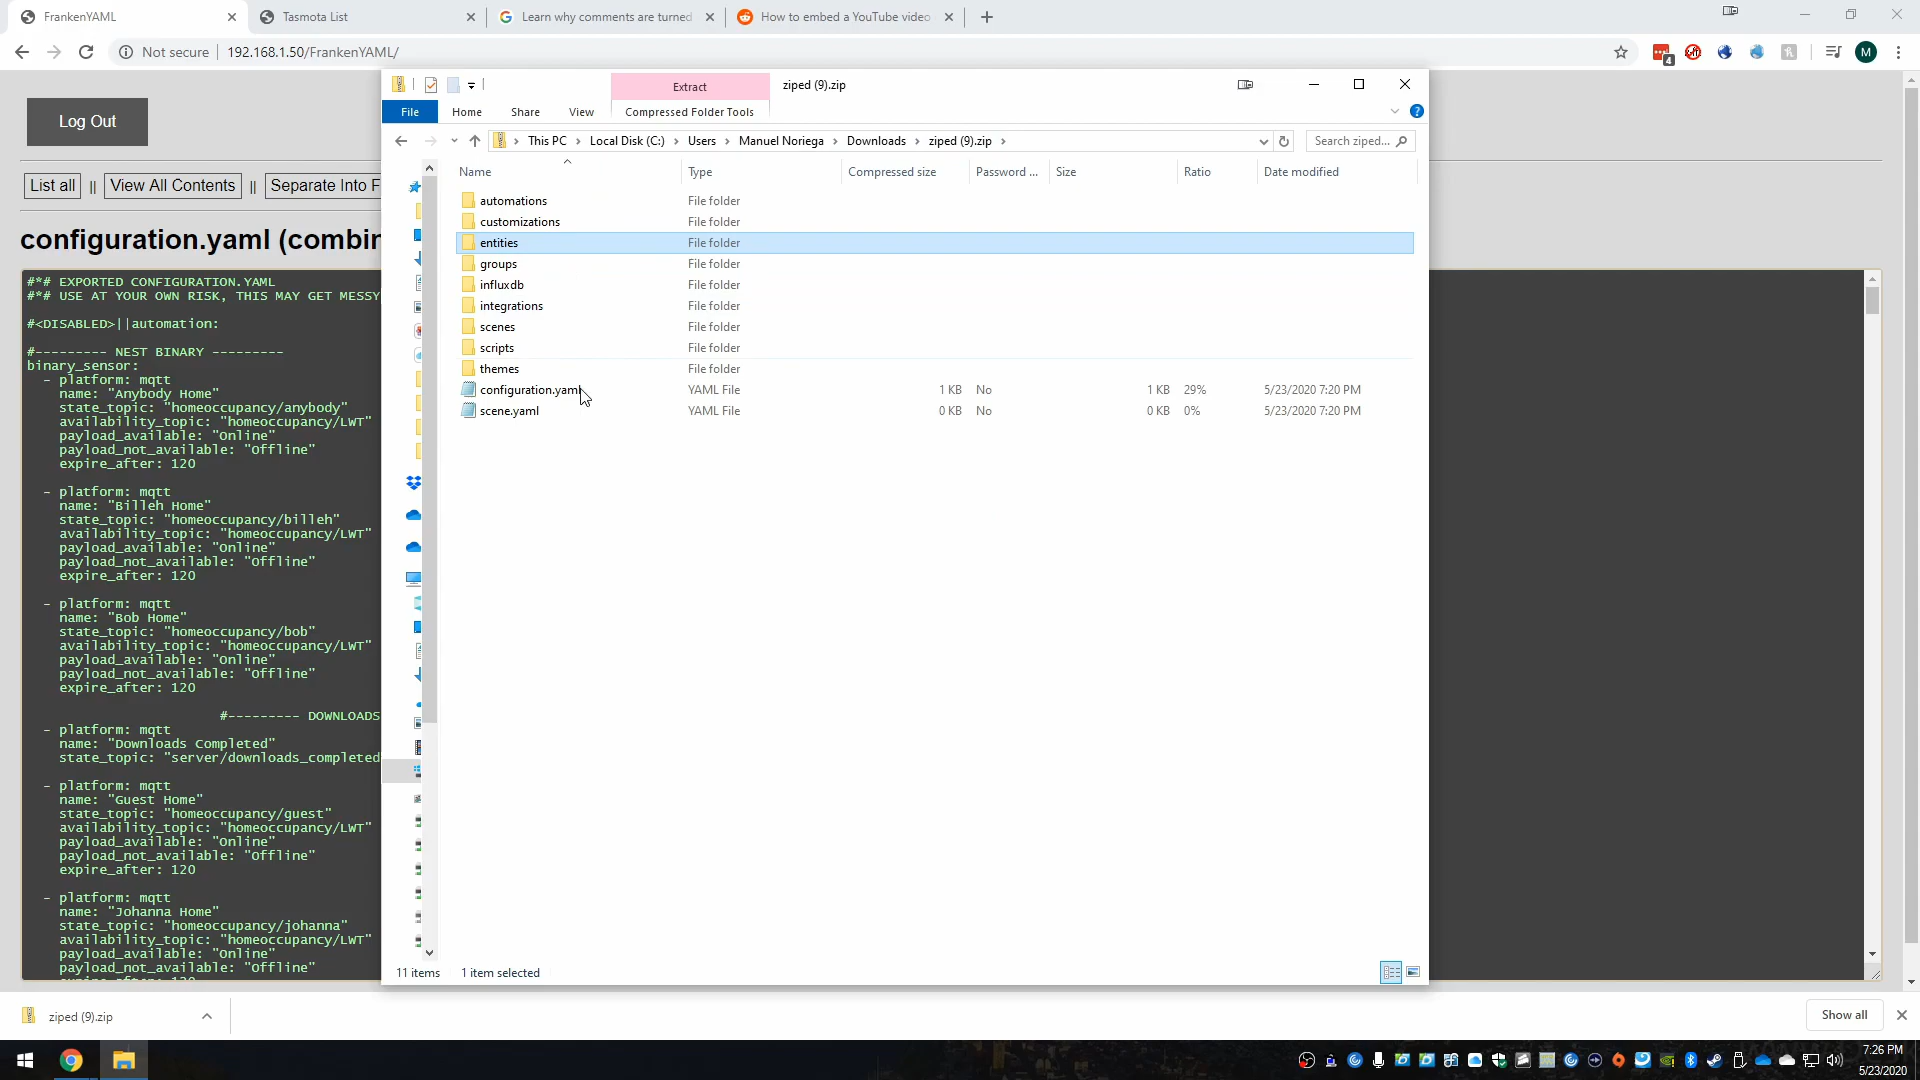 FrankenYAML
Tasmota List
Learn why comments are turned
How to embed a YouTube video
Not secure
192.168.1.50/FrankenYAML/
4
M
Extract
ziped (9).zip
File
Home
Share
View
Compressed Folder Tools
This PC
Local Disk (C:)
Users
Manuel Noriega
Downloads
ziped (9).zip
Search ziped...
Name
Type
Compressed size
Password ...
Size
Ratio
Date modified
automations File folder
customizations File folder
entities File folder
groups File folder
influxdb File folder
integrations File folder
scenes File folder
scripts File folder
themes File folder
configuration.yaml YAML File 1 KB No 1 KB 29% 5/23/2020 7:20 PM
scene.yaml YAML File 0 KB No 0 KB 0% 5/23/2020 7:20 PM
11 items 1 item selected
Log Out
List all || View All Contents || Separate Into F
configuration.yaml (combin
#*# EXPORTED CONFIGURATION.YAML
#*# USE AT YOUR OWN RISK, THIS MAY GET MESSY
#<DISABLED>||automation:
#--------- NEST BINARY ---------
binary_sensor:
- platform: mqtt
name: "Anybody Home"
state_topic: "homeoccupancy/anybody"
availability_topic: "homeoccupancy/LWT"
payload_available: "Online"
payload_not_available: "Offline"
expire_after: 120
- platform: mqtt
name: "Billeh Home"
state_topic: "homeoccupancy/billeh"
availability_topic: "homeoccupancy/LWT"
payload_available: "Online"
payload_not_available: "Offline"
expire_after: 120
- platform: mqtt
name: "Bob Home"
state_topic: "homeoccupancy/bob"
availability_topic: "homeoccupancy/LWT"
payload_available: "Online"
payload_not_available: "Offline"
expire_after: 120
#--------- DOWNLOADS
- platform: mqtt
name: "Downloads Completed"
state_topic: "server/downloads_completed
- platform: mqtt
name: "Guest Home"
state_topic: "homeoccupancy/guest"
availability_topic: "homeoccupancy/LWT"
payload_available: "Online"
payload_not_available: "Offline"
expire_after: 120
- platform: mqtt
name: "Johanna Home"
state_topic: "homeoccupancy/johanna"
availability_topic: "homeoccupancy/LWT"
payload_available: "Online"
payload_not_available: "Offline"
ziped (9).zip
Show all
7:26 PM
5/23/2020